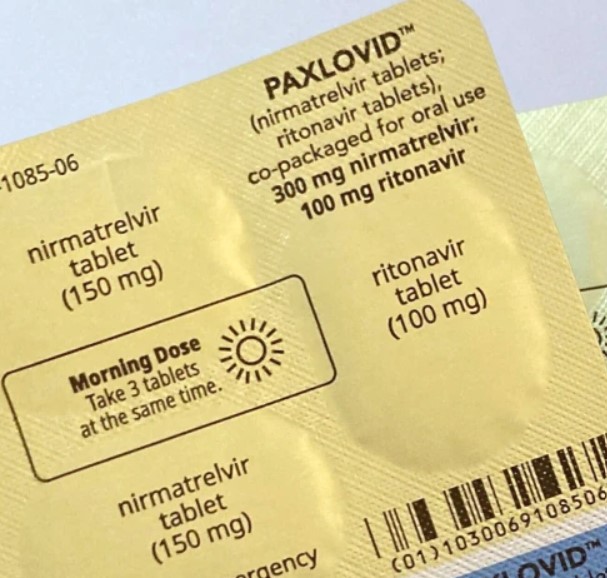 PAXLOVID™
(nirmatrelvir tablets;
ritonavir tablets),
co-packaged for oral use
300 mg nirmatrelvir;
100 mg ritonavir
1085-06
nirmatrelvir
tablet
(150 mg)
ritonavir
tablet
(100 mg)
Morning Dose
Take 3 tablets
at the same time.
nirmatrelvir
tablet
(150 mg)
(01)1030069108506